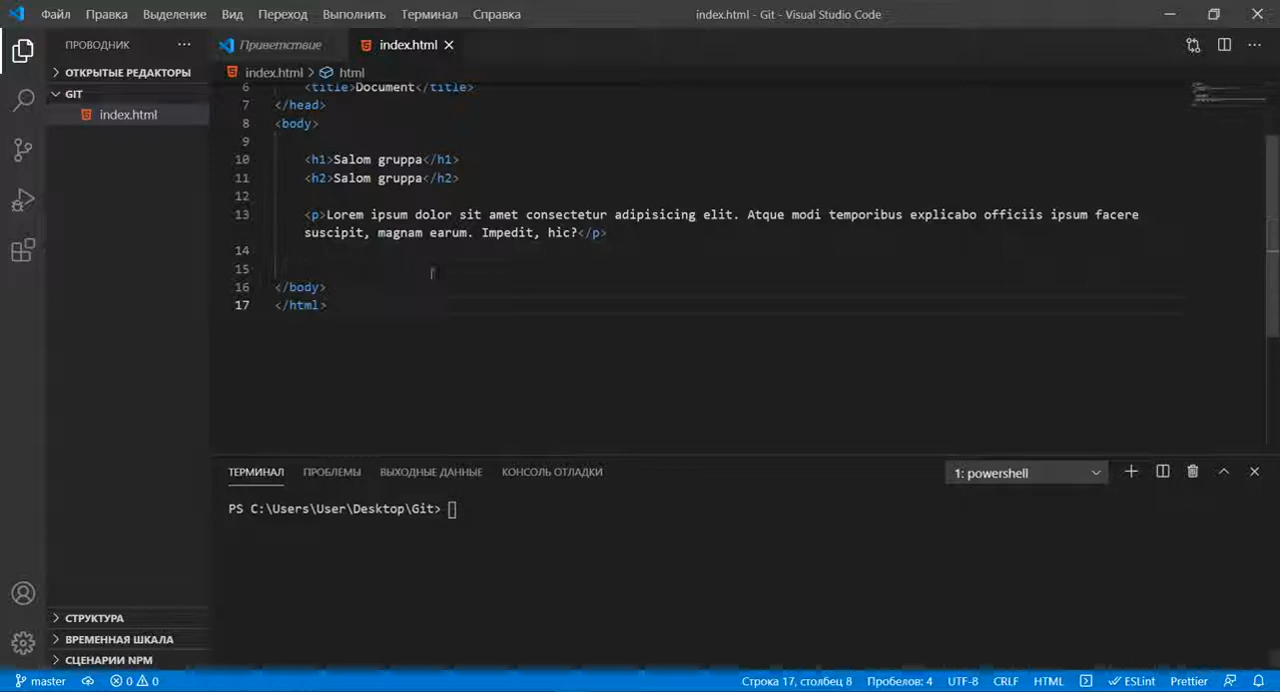 Файл Правка Выделение Вид Переход Выполнить Терминал Справка index.html - Git - Visual Studio Code
ПРОВОДНИК ··· Приветствие index.html
ОТКРЫТЫЕ РЕДАКТОРЫ index.html > html
GIT
index.html
6 <title>Document</title>
7 </head>
8 <body>
9
10 <h1>Salom gruppa</h1>
11 <h2>Salom gruppa</h2>
12
13 <p>Lorem ipsum dolor sit amet consectetur adipisicing elit. Atque modi temporibus explicabo officiis ipsum facere
suscipit, magnam earum. Impedit, hic?</p>
14
15
16 </body>
17 </html>
ТЕРМИНАЛ ПРОБЛЕМЫ ВЫХОДНЫЕ ДАННЫЕ КОНСОЛЬ ОТЛАДКИ 1: powershell
PS C:\Users\User\Desktop\Git>
СТРУКТУРА
ВРЕМЕННАЯ ШКАЛА
СЦЕНАРИИ NPM
master 0 0 Строка 17, столбец 8 Пробелов: 4 UTF-8 CRLF HTML ESLint Prettier